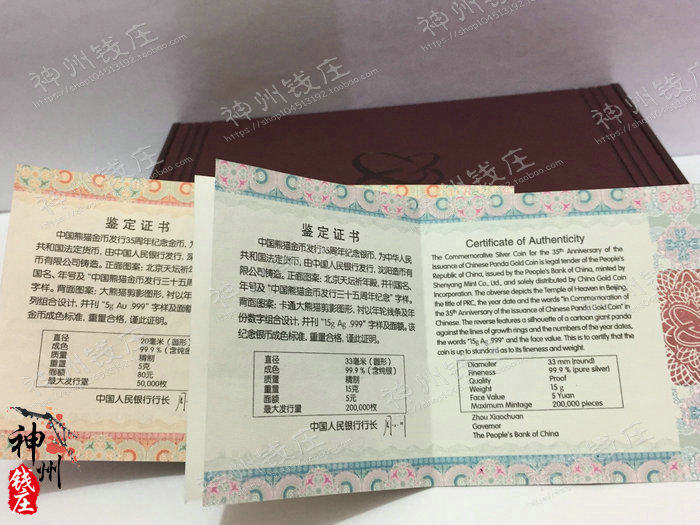 神州钱庄
https://shop104513192.taobao.com
鉴定证书
中国熊猫金币发行35周年纪念金币,
共和国法定货币,由中国人民银行发行,深
币有限公司铸造。正面图案:北京天坛祈年殿,
国名、年号及“中国熊猫金币发行三十五周年纪念”
背面图案:大熊猫剪影图形,衬以年
列组合设计,并刊“5g Au .999”字样及面
金币成色标准,重量合格,谨此证明。
直径 20毫米(圆形)
成色 99.9%(含纯
质量 精制
重量 5克
面额 80元
最大发行量 50,000枚
中国人民银行行长
鉴定证书
中国熊猫金币发行35周年纪念银币,为中华人民
共和国法定货币,由中国人民银行发行,沈阳造币
有限公司铸造。正面图案:北京天坛祈年殿,并刊国名、
年号及“中国熊猫金币发行三十五周年纪念”字样。
背面图案:卡通大熊猫剪影图形,衬以年轮线条及年
份数字组合设计,并刊“15g Ag .999”字样及面额。该
纪念银币成色标准,重量合格,谨此证明。
直径 33毫米(圆形)
成色 99.9%(含纯银)
质量 精制
重量 15克
面额 5元
最大发行量 200,000枚
中国人民银行行长
Certificate of Authenticity
The Commemorative Silver Coin for the 35th Anniversary of the
Issuance of Chinese Panda Gold Coin is legal tender of the People's
Republic of China, issued by the People's Bank of China, minted by
Shenyang Mint Co., Ltd., and solely distributed by China Gold Coin
Incorporation. The obverse depicts the Temple of Heaven in Beijing,
the title of PRC, the year date and the words "In Commemoration of
the 35th Anniversary of the Issuance of Chinese Panda Gold Coin" in
Chinese. The reverse features a silhouette of a cartoon giant panda
against the lines of growth rings and the numbers of the year dates,
the words "15g Ag .999" and the face value. This is to certify that the
coin is up to standard as to its fineness and weight.
Diameter 33 mm (round)
Fineness 99.9% (pure silver)
Quality Proof
Weight 15 g
Face Value 5 Yuan
Maximum Mintage 200,000 pieces
Zhou Xiaochuan
Governor
The People's Bank of China
神州
钱庄